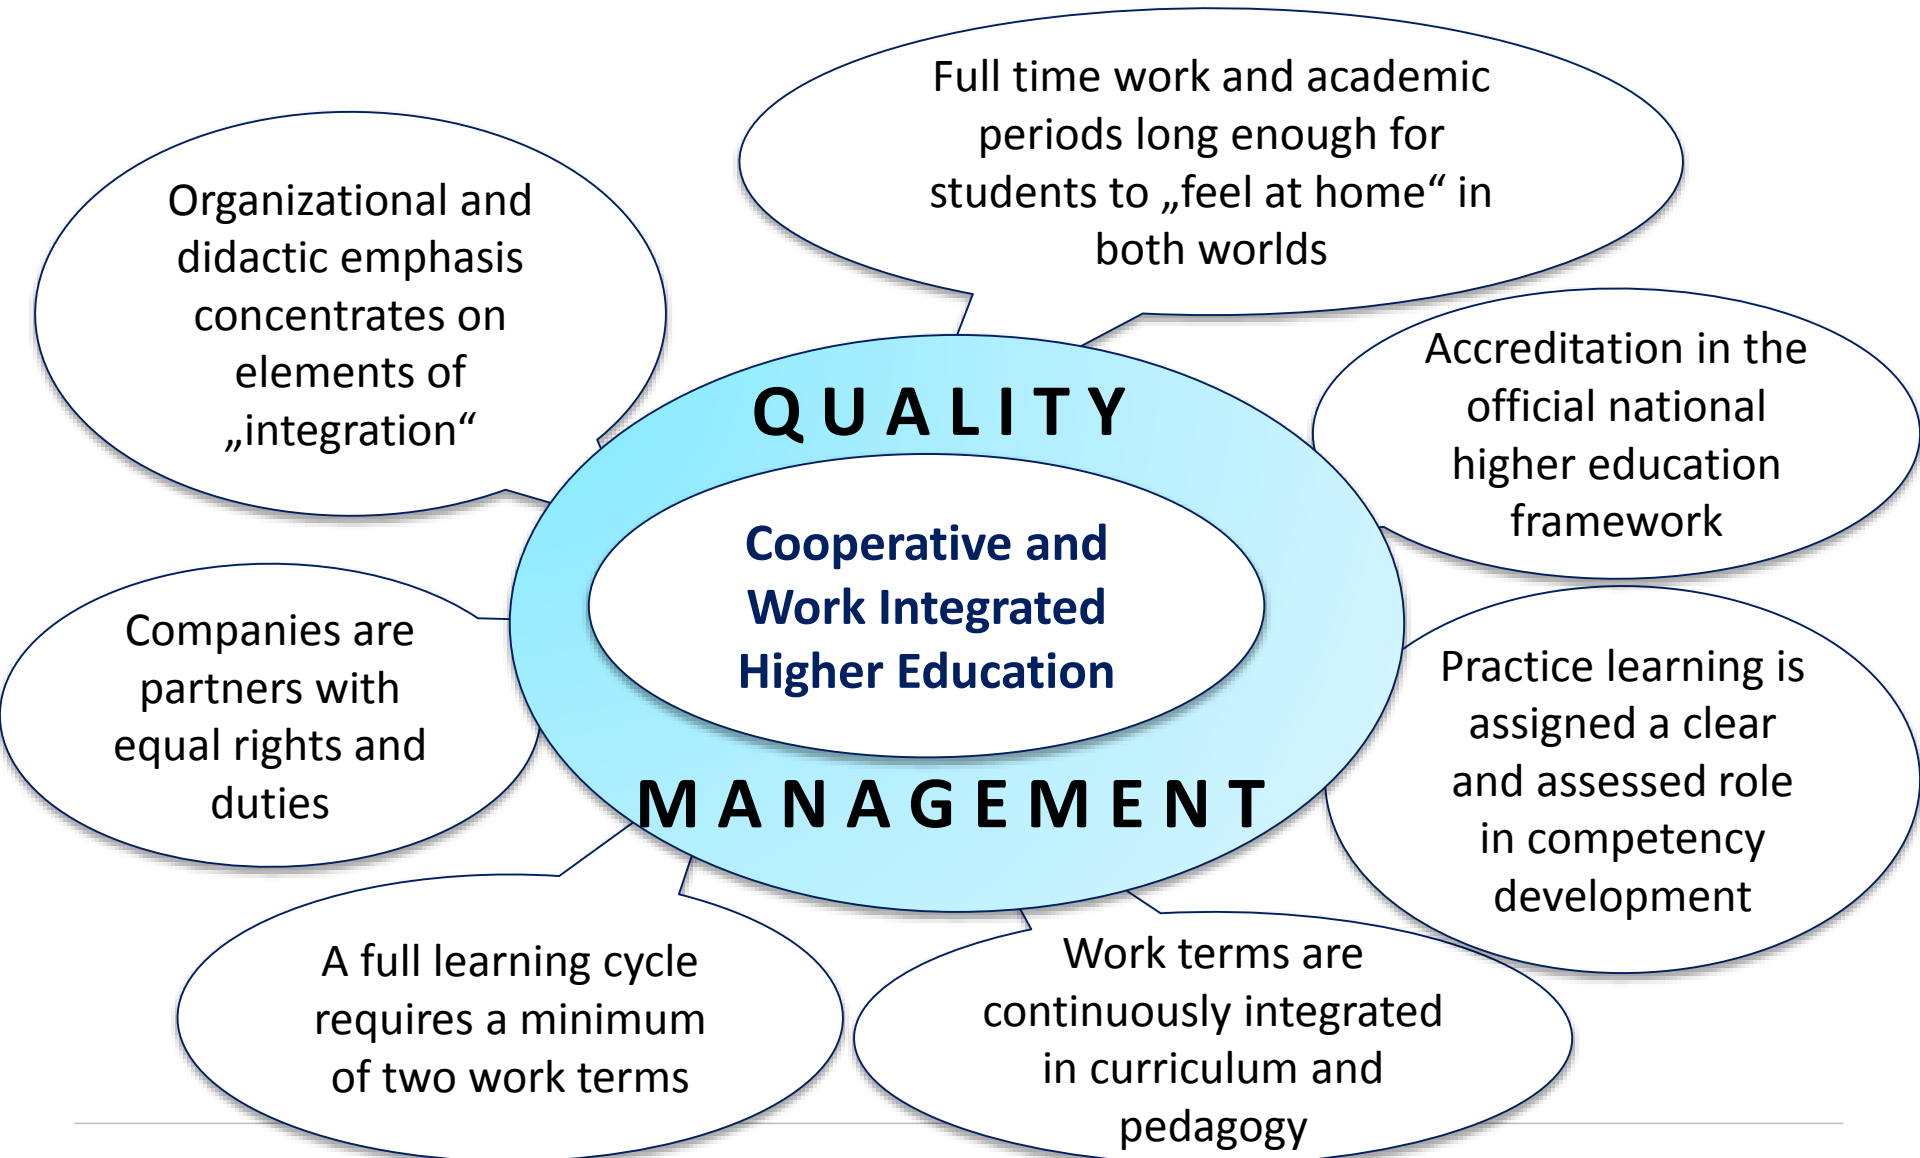 Full time work and academic
periods long enough for
students to „feel at home“ in
both worlds
Organizational and
didactic emphasis
concentrates on
elements of
„integration“
Accreditation in the
official national
higher education
framework
QUALITY
Cooperative and
Work Integrated
Higher Education
MANAGEMENT
Companies are
partners with
equal rights and
duties
Practice learning is
assigned a clear
and assessed role
in competency
development
A full learning cycle
requires a minimum
of two work terms
Work terms are
continuously integrated
in curriculum and
pedagogy